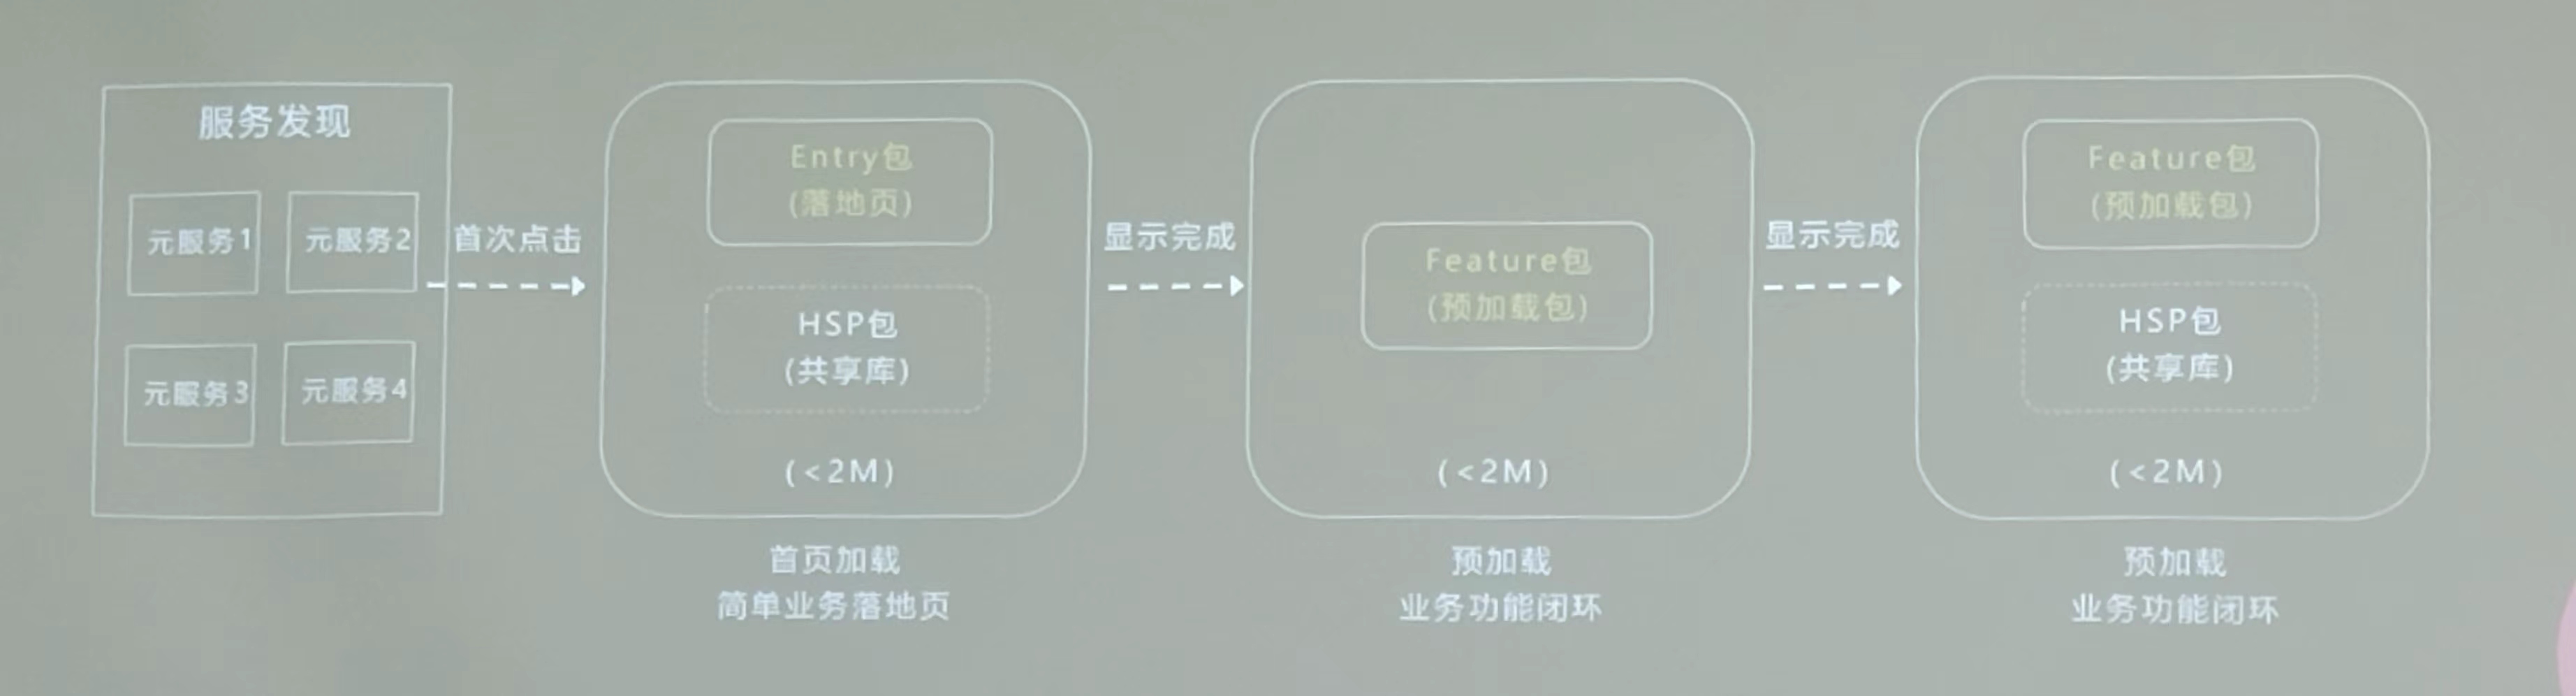 服务发现
元服务1
元服务2
元服务3
元服务4
首次点击
Entry包
(落地页)
HSP包
(共享库)
(<2M)
首页加载
简单业务落地页
显示完成
Feature包
(预加载包)
(<2M)
预加载
业务功能闭环
显示完成
Feature包
(预加载包)
HSP包
(共享库)
(<2M)
预加载
业务功能闭环